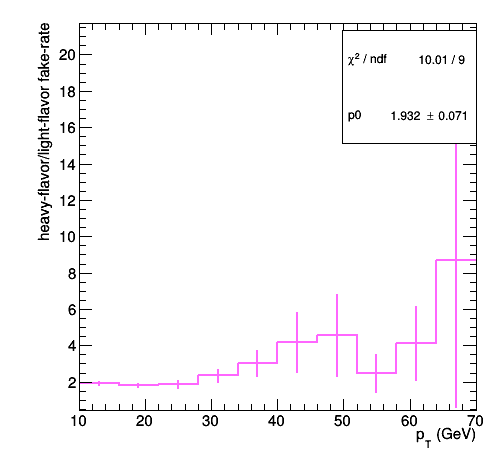 heavy-flavor/light-flavor fake-rate
χ² / ndf 10.01 / 9
p0 1.932 ± 0.071
20
18
16
14
12
10
8
6
4
2
10 20 30 40 50 60 70
p_T (GeV)